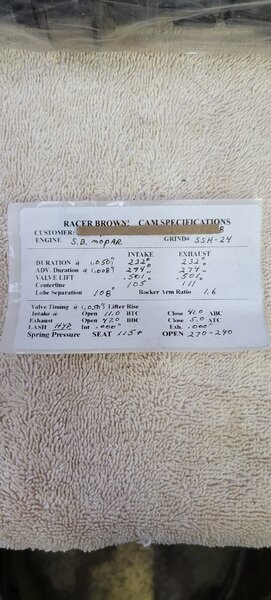 RACER BROWN! CAM SPECIFICATIONS
CUSTOMER:
ENGINE S.B. MOPAR GRIND# SSH-24
INTAKE EXHAUST
DURATION @ 1.050" 232° 232°
ADV. Duration @ 1.008" 274° 274°
VALVE LIFT .501 .501
Centerline 105° 111
Lobe Separation 108° Rocker Arm Ratio 1.6
Valve Timing @ 1.050" Lifter Rise
Intake @ Open 11.0 BTC Close 41.0 ABC
Exhaust Open 47.0 BBC Close 5.0 ATC
LASH HYD Int .000" Exh. .000"
Spring Pressure SEAT 115+ OPEN 270-290